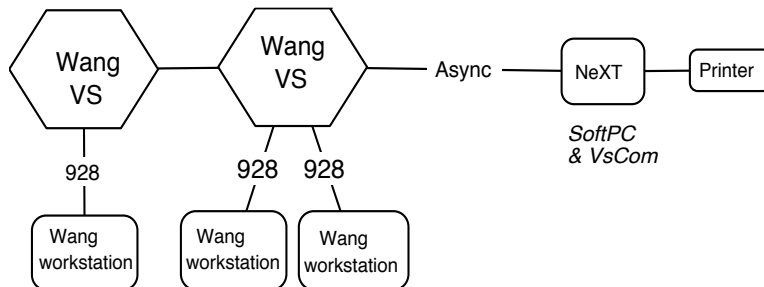 Wang
VS
Wang
VS
Async
NeXT
Printer
SoftPC
& VsCom
928
928
928
Wang
workstation
Wang
workstation
Wang
workstation